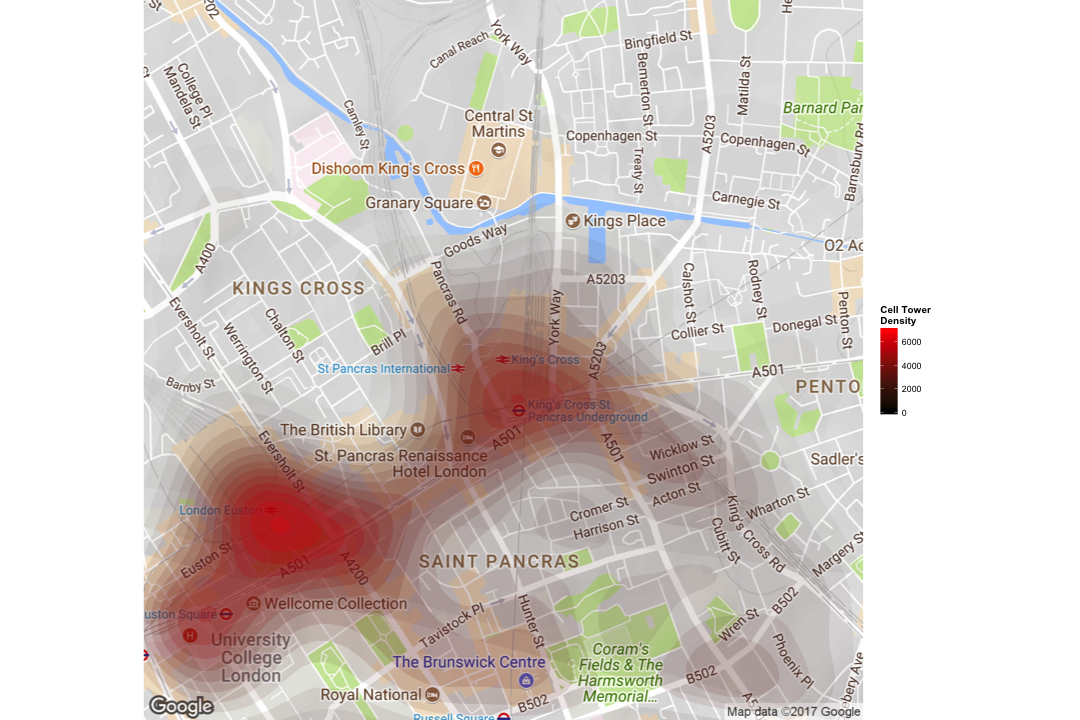 St
202
York Way
Canal Reach
Bingfield St
He
College Pl
Mandela St
Bemerton St
Matilda St
Camley St
Barnard Par
Central St
Martins
A5203
Copenhagen St
Copenhagen St
Barnsbury Rd
Dishoom King's Cross
Treaty St
Granary Square
Carnegie St
Kings Place
Goods Way
O2 Ac
A400
Pancras Rd
A5203
Calshot St
Rodney St
KINGS CROSS
York Way
Penton St
Eversholt St
Werrington St
Chalton St
Brill Pl
Collier St
Donegal St
Cell Tower
Density
6000
4000
2000
0
King's Cross
A5203
St Pancras International
A501
Barnby St
PENTO
King's Cross St.
Pancras Underground
The British Library
A501
A501
Eversholt St
St. Pancras Renaissance
Hotel London
Wicklow St
Swinton St
Acton St
Sadler's
London Euston
Cromer St
Harrison St
King's Cross Rd
Wharton St
Cubitt St
Margery S
Euston St
A501
A4200
SAINT PANCRAS
Wellcome Collection
uston Square
Tavistock Pl
Hunter St
B502
Wren St
University
College
London
Phoenix Pl
The Brunswick Centre
Coram's
Fields & The
Harmsworth
Memorial...
B502
bery Ave
Royal National
B502
A5
Russell Square
Google
Map data ©2017 Google